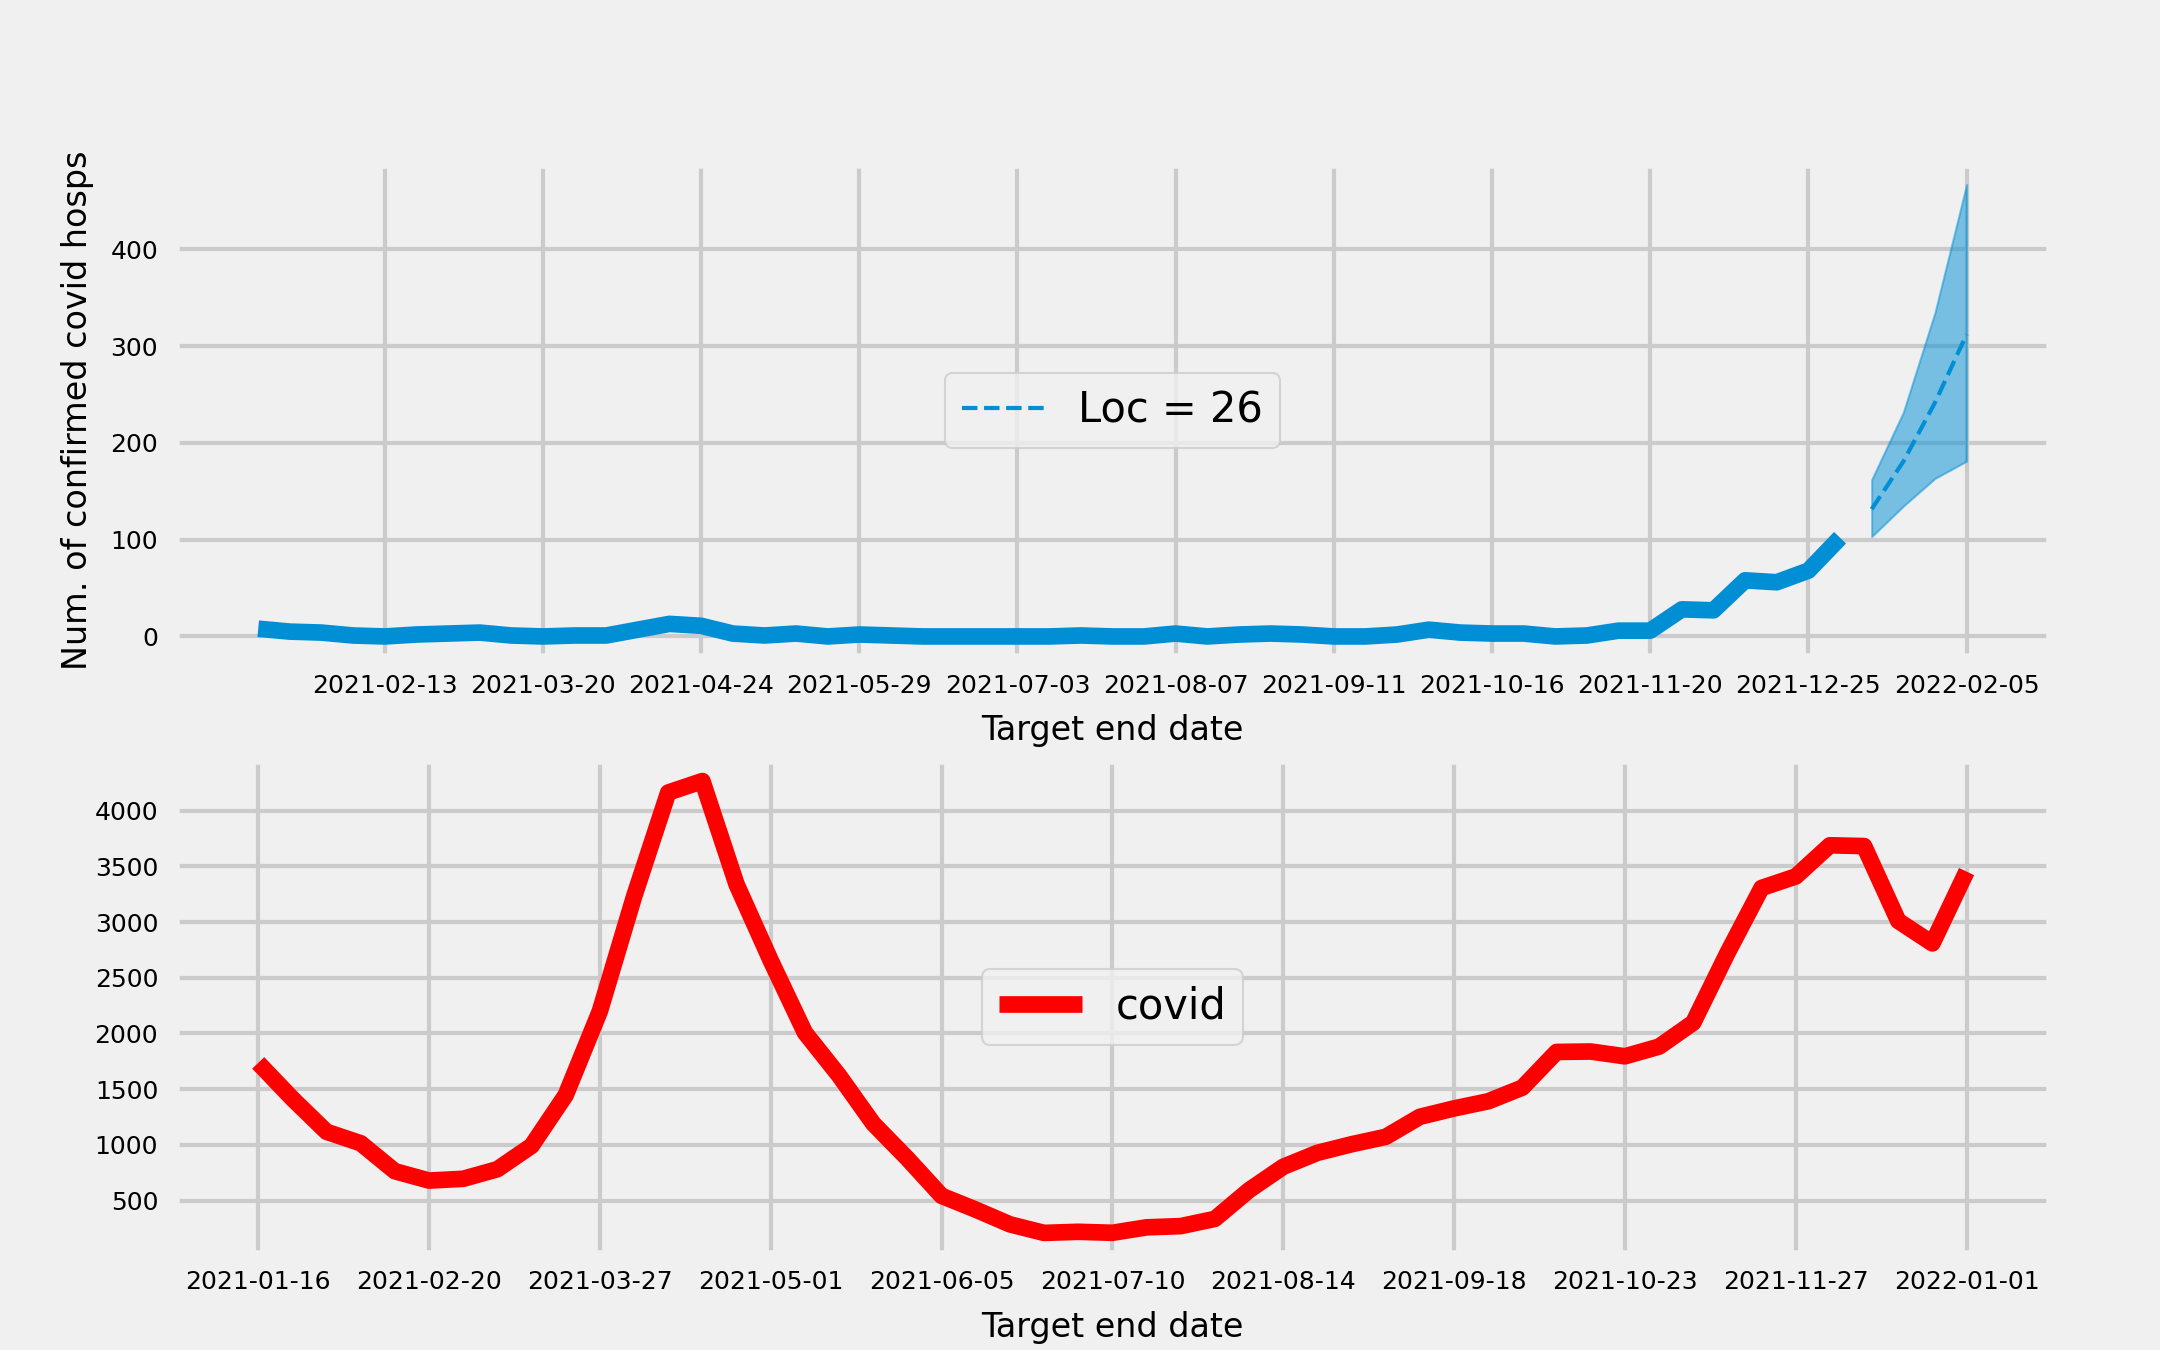 Num. of confirmed covid hosps
400
300
200
100
0
Loc = 26
2021-02-13 2021-03-20 2021-04-24 2021-05-29 2021-07-03 2021-08-07 2021-09-11 2021-10-16 2021-11-20 2021-12-25 2022-02-05
Target end date
4000
3500
3000
2500
2000
1500
1000
500
covid
2021-01-16 2021-02-20 2021-03-27 2021-05-01 2021-06-05 2021-07-10 2021-08-14 2021-09-18 2021-10-23 2021-11-27 2022-01-01
Target end date